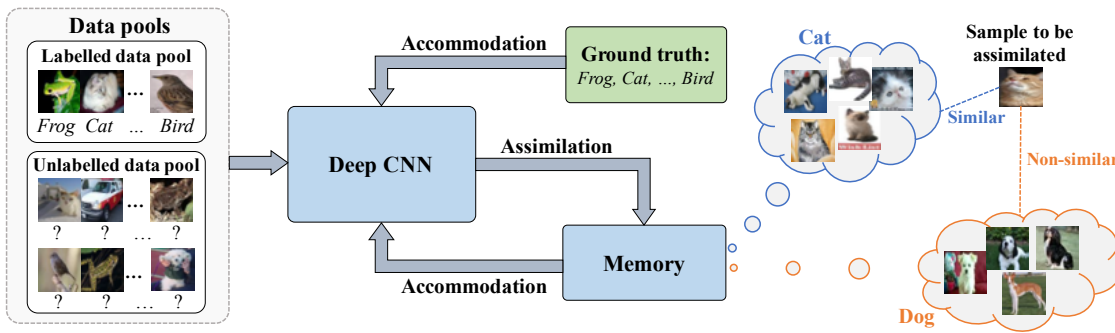 Data pools
Labelled data pool
...
Frog Cat ... Bird
Unlabelled data pool
...
? ? ... ?
...
? ? ... ?
Accommodation
Ground truth:
Frog, Cat, ..., Bird
Deep CNN
Assimilation
Memory
Accommodation
Cat
Sample to be
assimilated
Similar
Non-similar
Dog